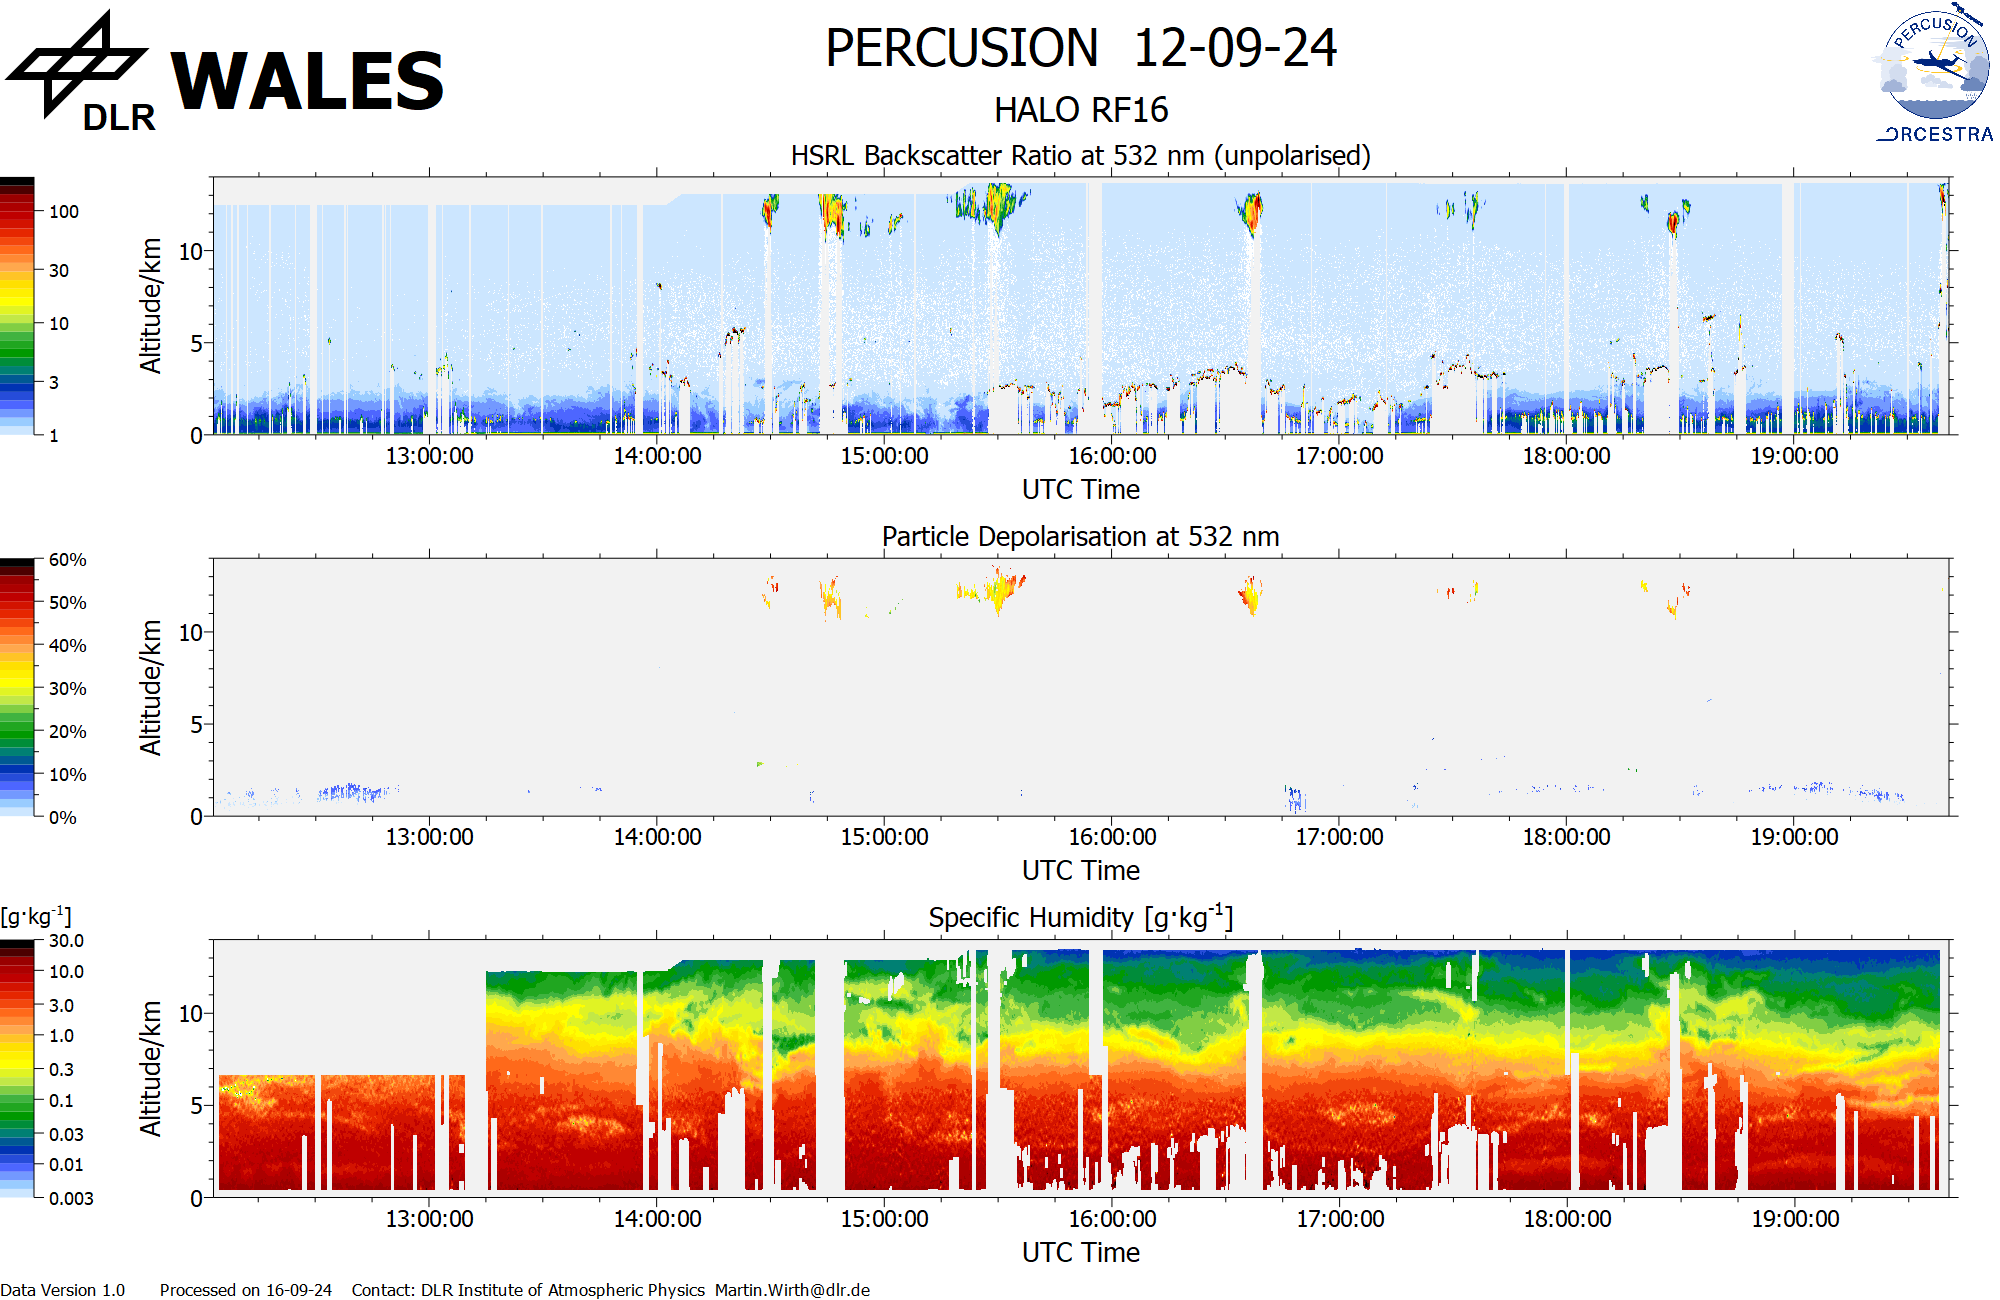 DLR
WALES
PERCUSION 12-09-24
HALO RF16
PERCUSION
ORCESTRA
HSRL Backscatter Ratio at 532 nm (unpolarised)
100
30
10
3
1
Altitude/km
10
5
0
13:00:00 14:00:00 15:00:00 16:00:00 17:00:00 18:00:00 19:00:00
UTC Time
Particle Depolarisation at 532 nm
60%
50%
40%
30%
20%
10%
0%
Altitude/km
10
5
0
13:00:00 14:00:00 15:00:00 16:00:00 17:00:00 18:00:00 19:00:00
UTC Time
Specific Humidity [g·kg⁻¹]
[g·kg⁻¹]
30.0
10.0
3.0
1.0
0.3
0.1
0.03
0.01
0.003
Altitude/km
10
5
0
13:00:00 14:00:00 15:00:00 16:00:00 17:00:00 18:00:00 19:00:00
UTC Time
Data Version 1.0 Processed on 16-09-24 Contact: DLR Institute of Atmospheric Physics Martin.Wirth@dlr.de